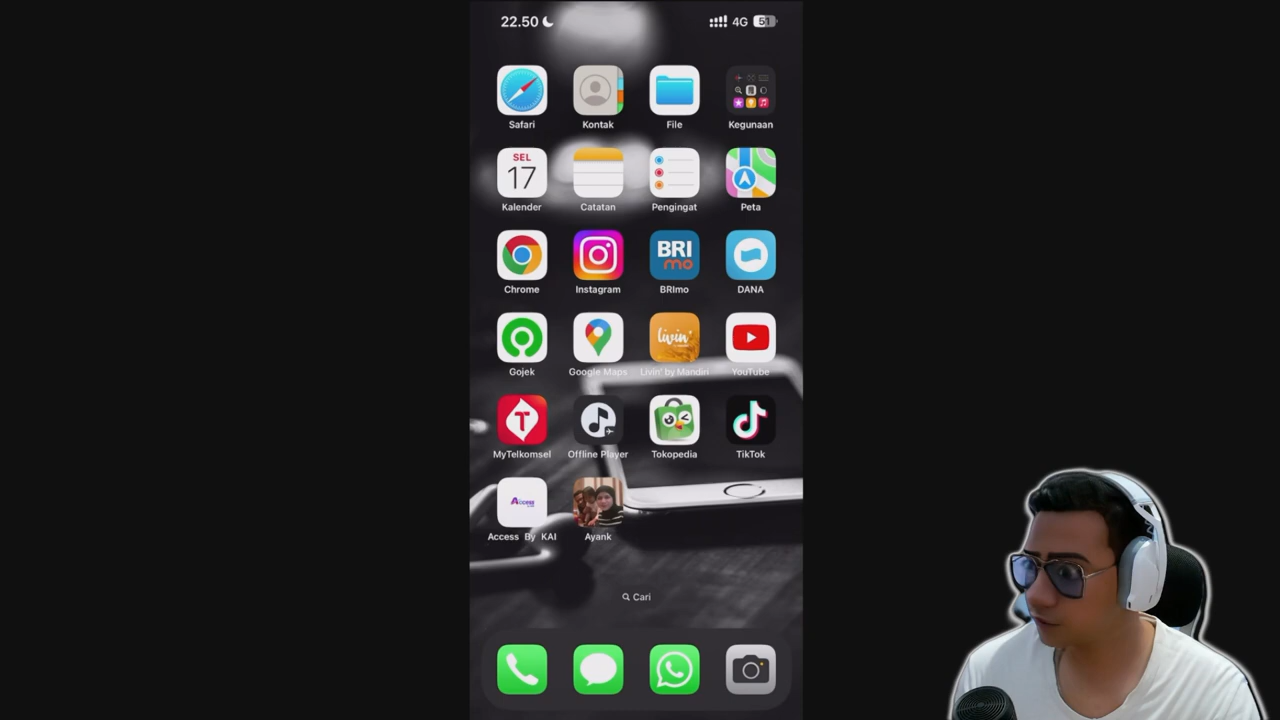 22.50
4G 51
Safari Kontak File Kegunaan
SEL
17
Kalender Catatan Pengingat Peta
BRI
mo
Chrome Instagram BRImo DANA
livin'
Gojek Google Maps Livin' by Mandiri YouTube
T
MyTelkomsel Offline Player Tokopedia TikTok
Access
Access By KAI Ayank
Cari